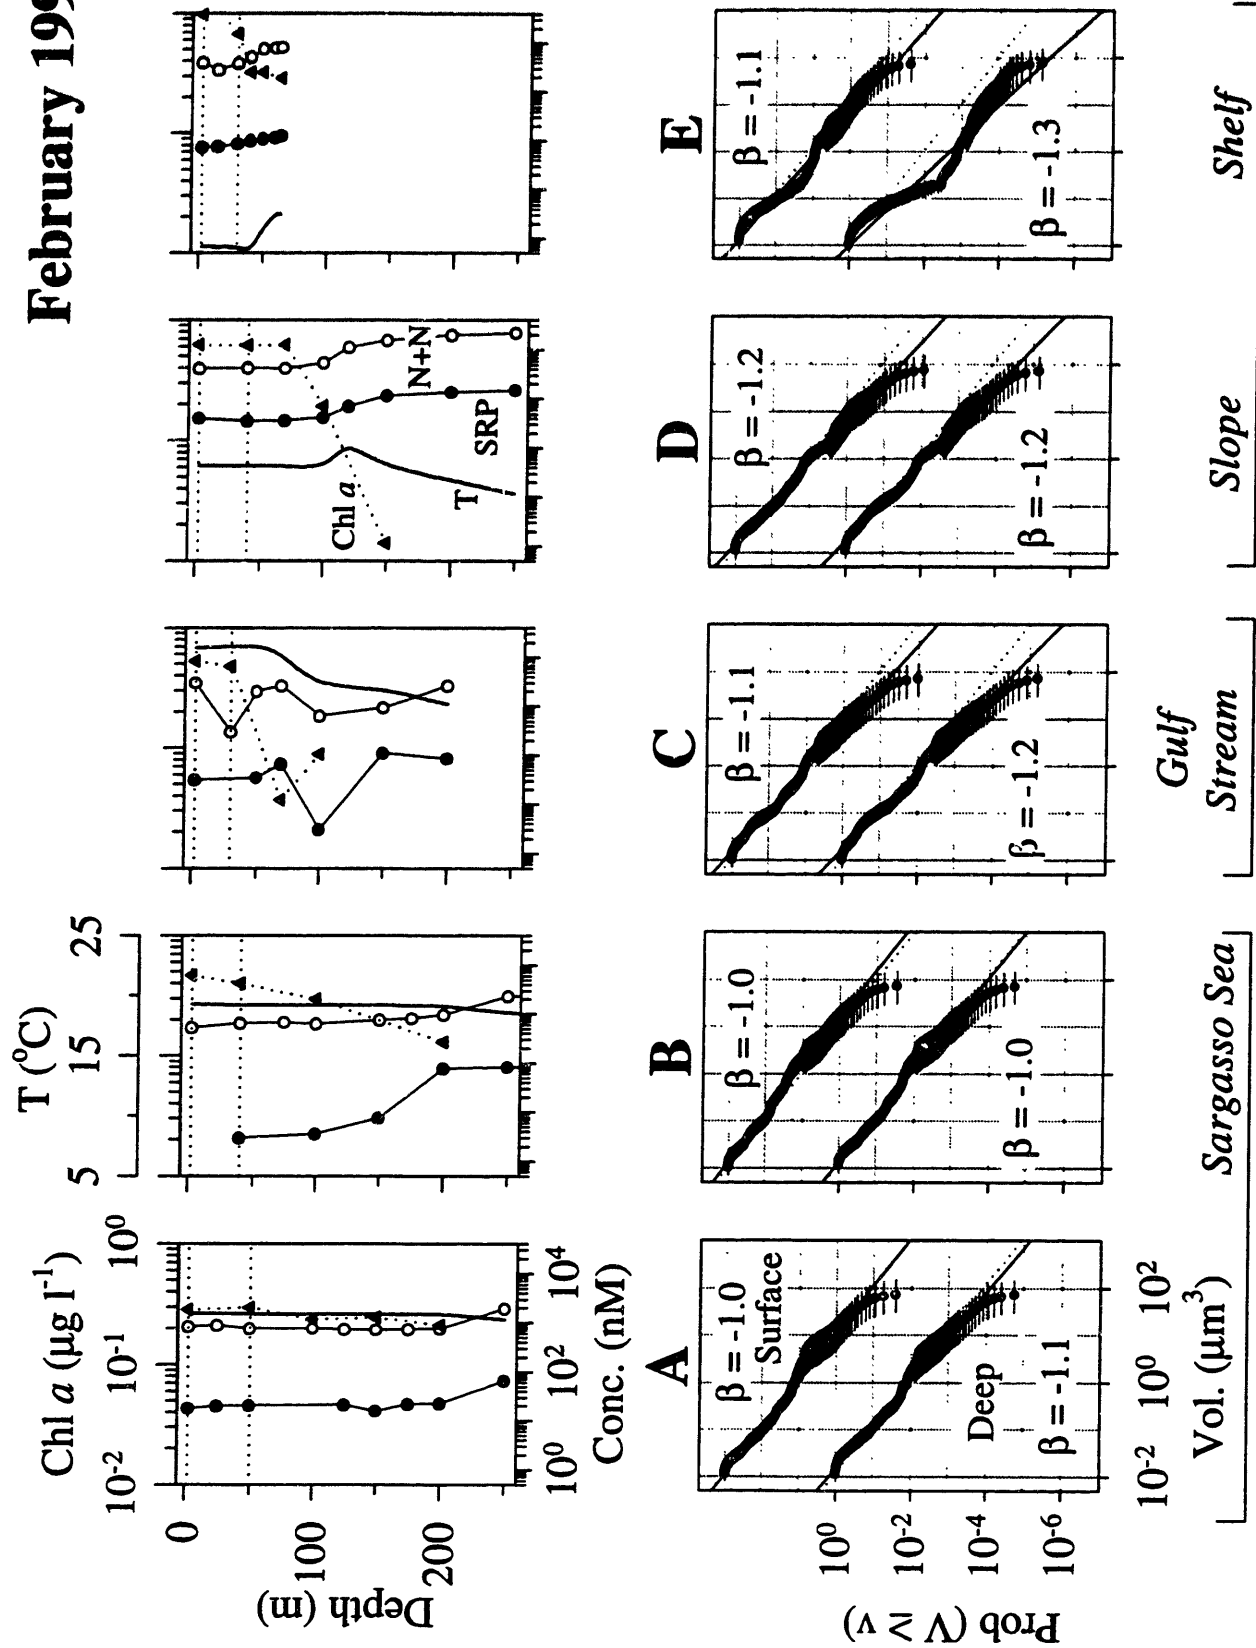 February 199
Chl a (µg l⁻¹)
10⁻² 10⁻¹ 10⁰
T (°C)
5 15 25
Depth (m)
0
100
200
Chl a
T
SRP
N+N
10⁰ 10² 10⁴
Conc. (nM)
A
B
C
D
E
β = -1.0
Surface
Deep
β = -1.1
β = -1.0
β = -1.0
β = -1.1
β = -1.2
β = -1.2
β = -1.2
β = -1.1
β = -1.3
Prob (V ≥ v)
10⁰
10⁻²
10⁻⁴
10⁻⁶
10⁻² 10⁰ 10²
Vol. (µm³)
Sargasso Sea
Gulf
Stream
Slope
Shelf